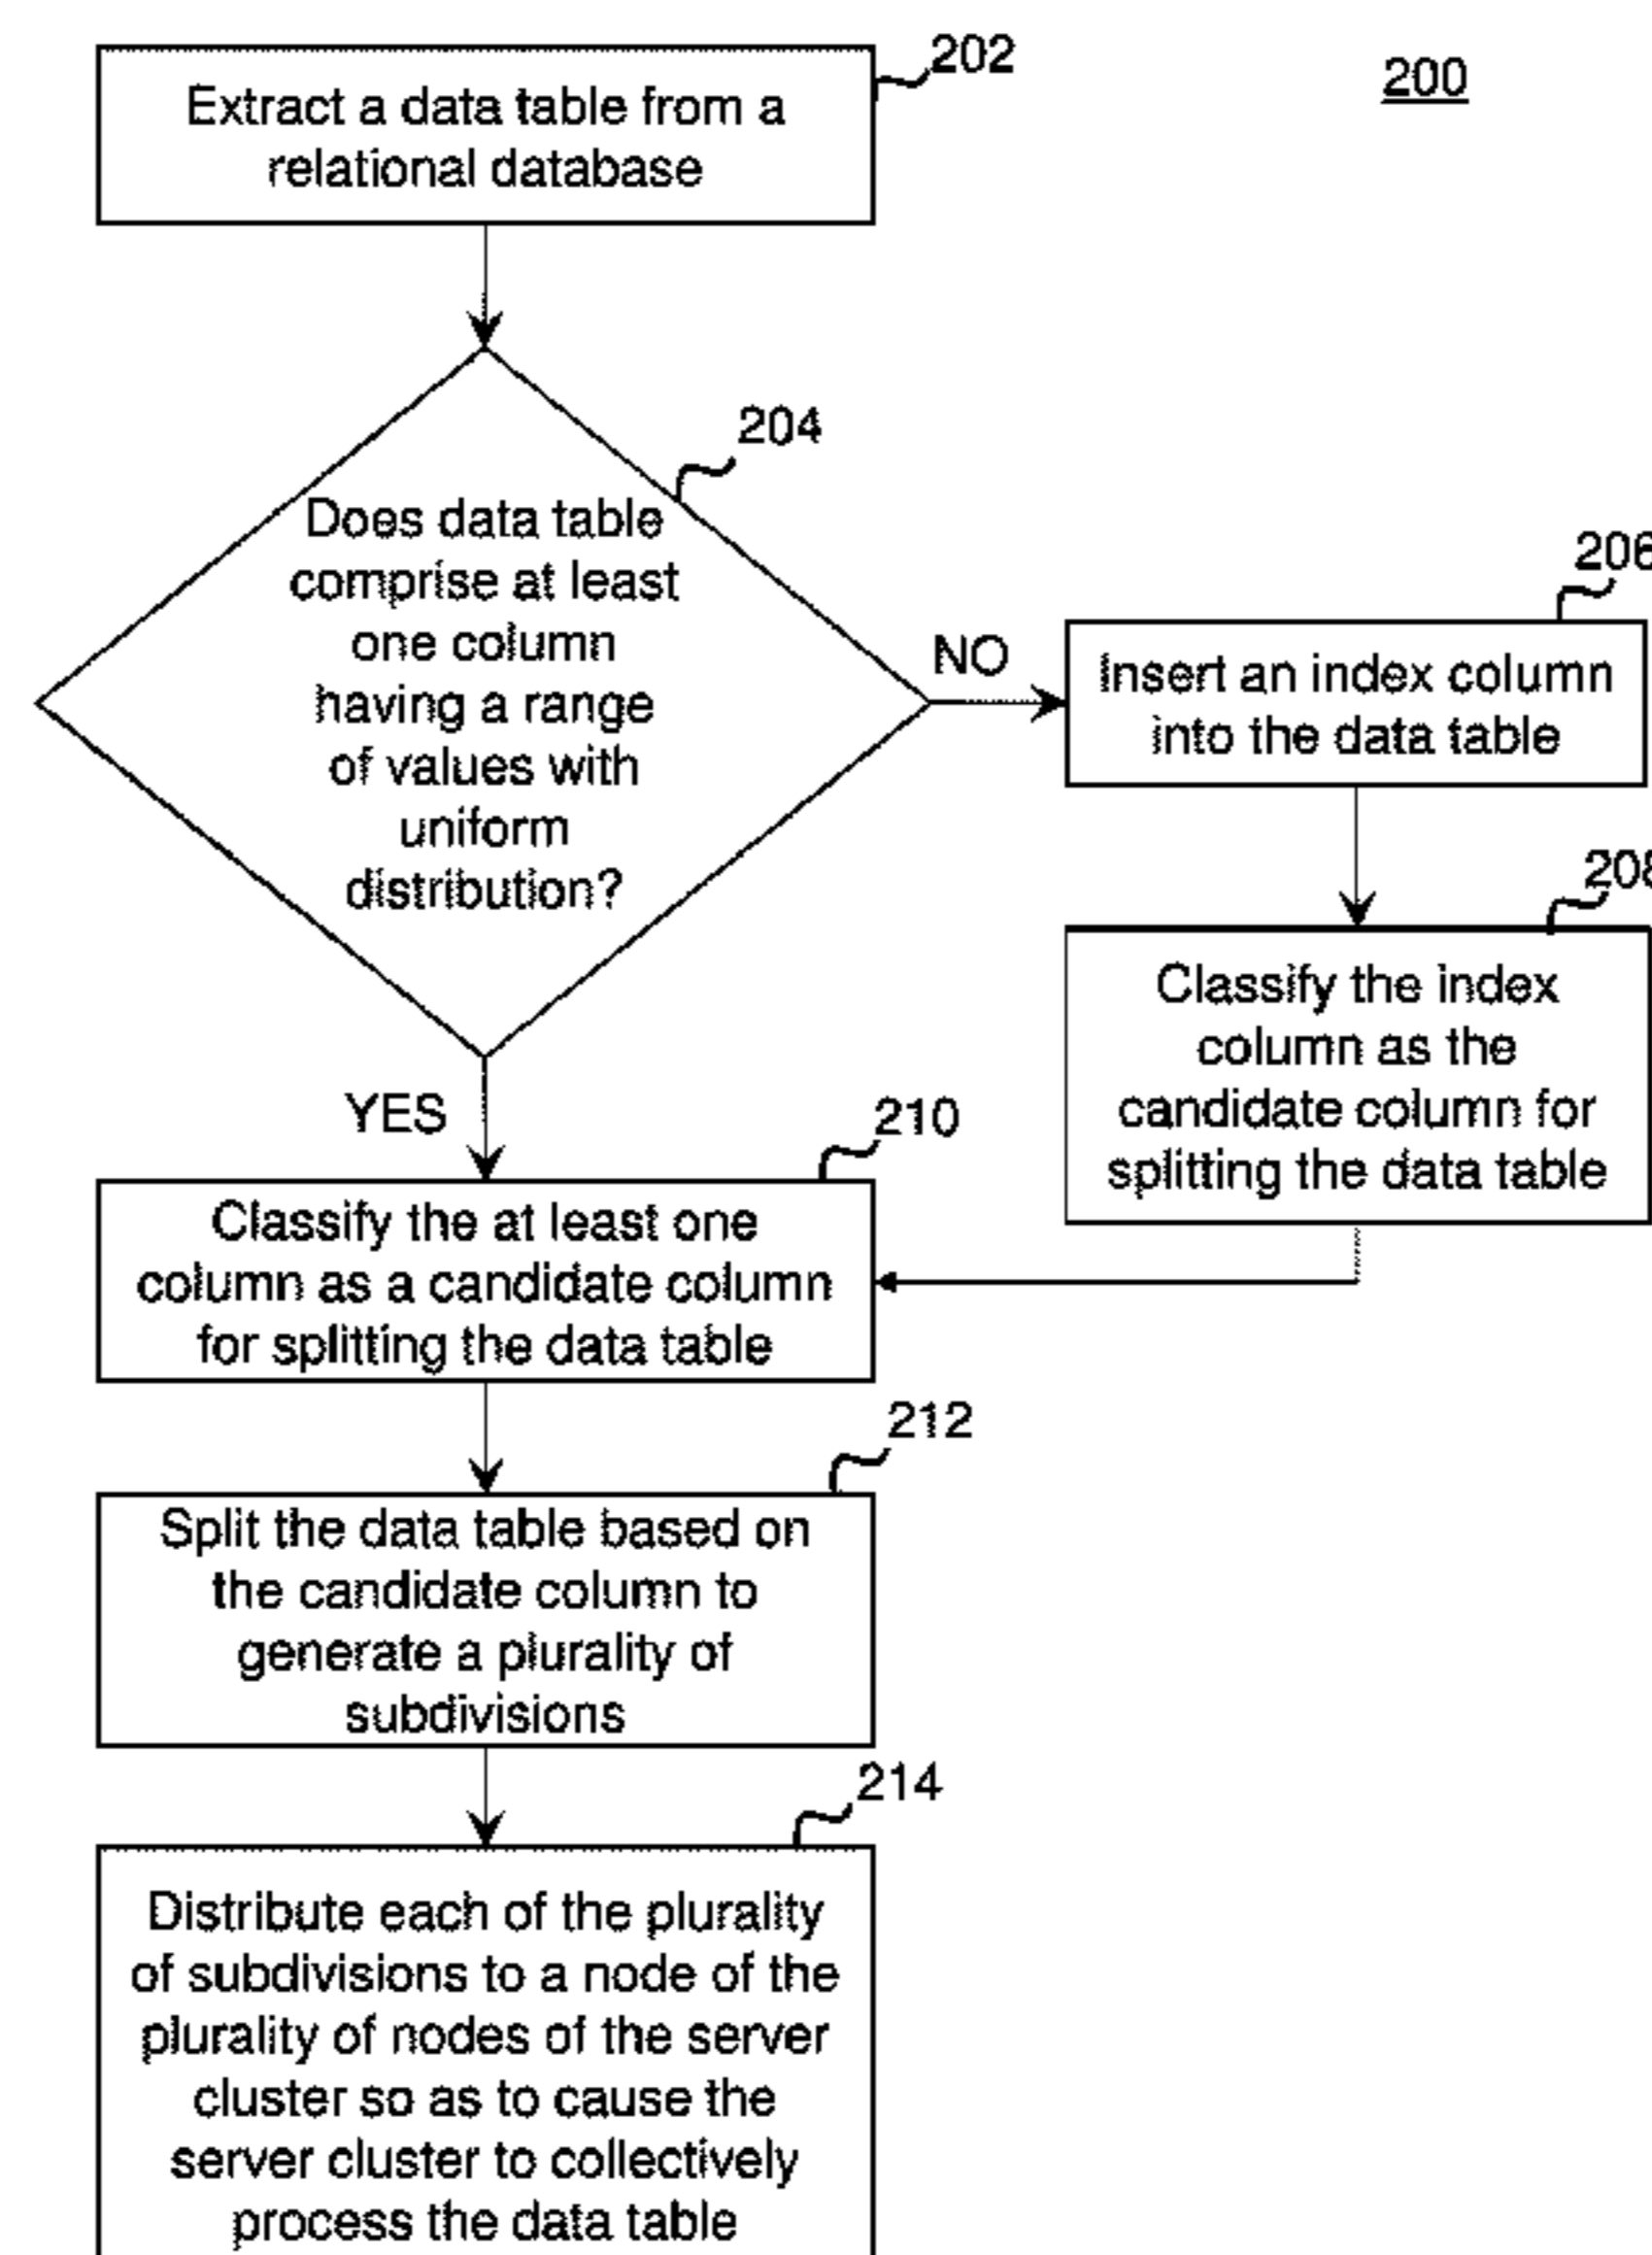 202
200
Extract a data table from a
relational database
204
Does data table
comprise at least
one column
having a range
of values with
uniform
distribution?
NO
206
Insert an index column
into the data table
208
Classify the index
column as the
candidate column for
splitting the data table
YES
210
Classify the at least one
column as a candidate column
for splitting the data table
212
Split the data table based on
the candidate column to
generate a plurality of
subdivisions
214
Distribute each of the plurality
of subdivisions to a node of the
plurality of nodes of the server
cluster so as to cause the
server cluster to collectively
process the data table